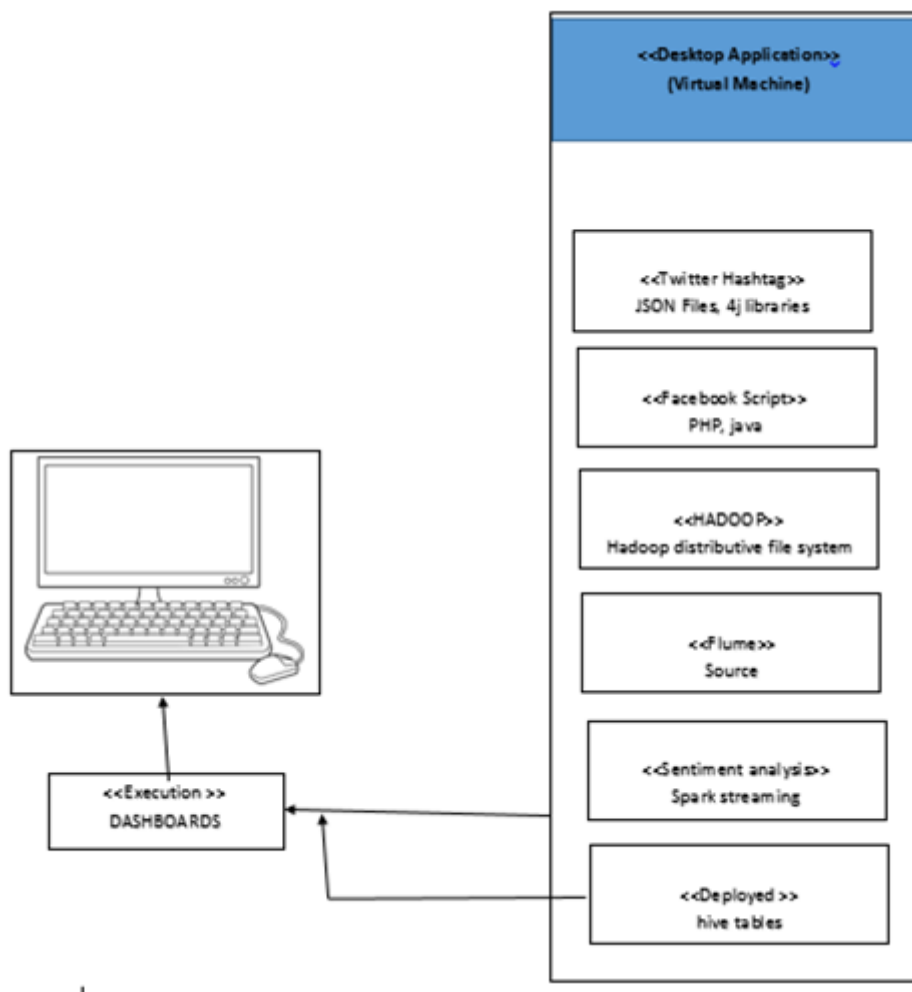 <<Desktop Application>>
(Virtual Machine)
<<Twitter Hashtag>>
JSON Files, 4j libraries
<<Facebook Script>>
PHP, java
<<HADOOP>>
Hadoop distributive file system
<<Flume>>
Source
<<Sentiment analysis>>
Spark streaming
<<Deployed >>
hive tables
<<Execution >>
DASHBOARDS